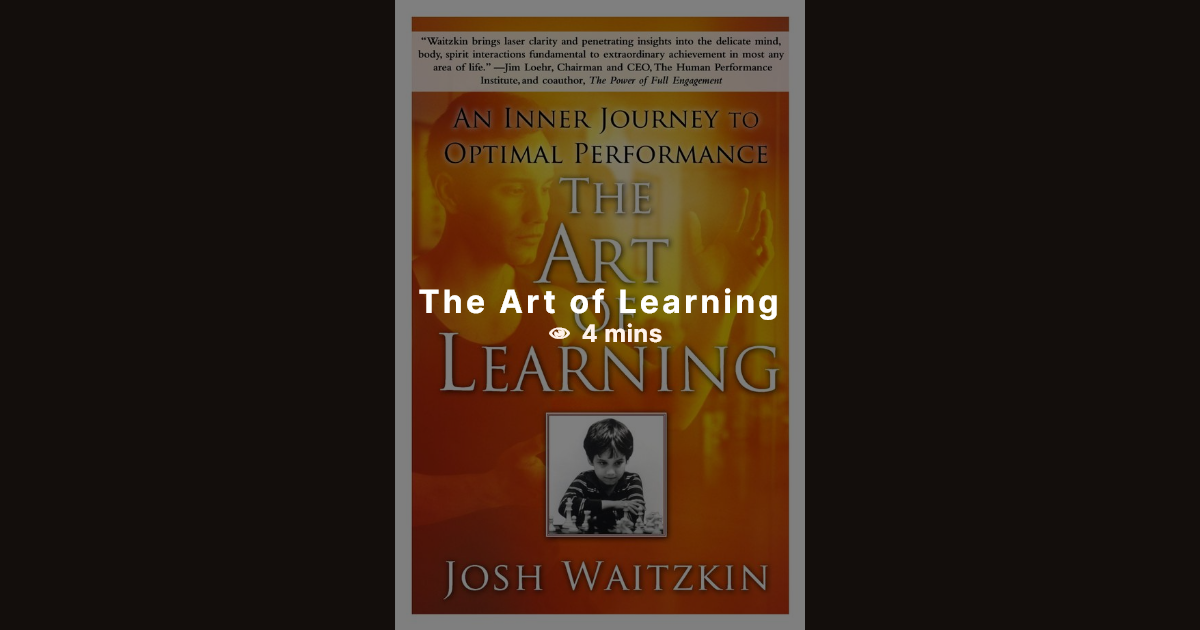 “Waitzkin brings laser clarity and penetrating insights into the delicate mind,
body, spirit interactions fundamental to extraordinary achievement in most any
area of life.” —Jim Loehr, Chairman and CEO, The Human Performance
Institute, and coauthor, The Power of Full Engagement
An Inner Journey to
Optimal Performance
The
Art
of
Learning
The Art of Learning
4 mins
Josh Waitzkin